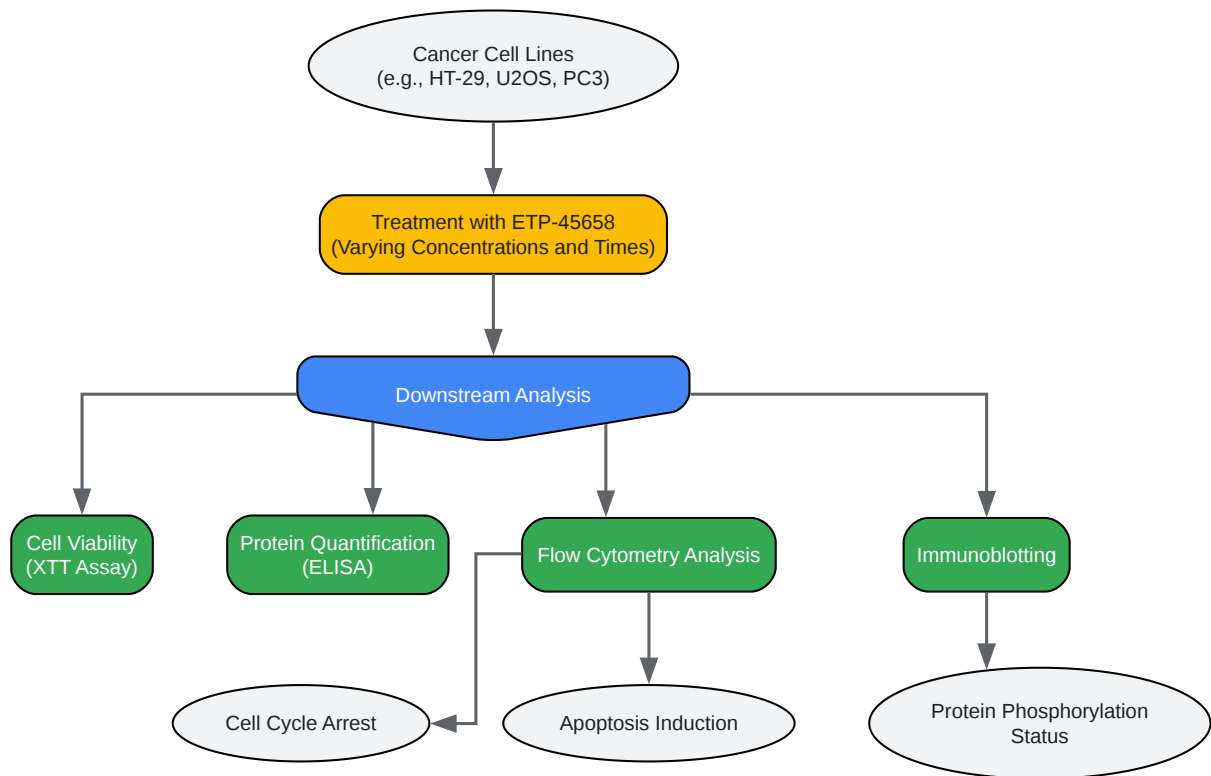 Cancer Cell Lines
(e.g., HT-29, U2OS, PC3)
Treatment with ETP-45658
(Varying Concentrations and Times)
Downstream Analysis
Cell Viability
(XTT Assay)
Protein Quantification
(ELISA)
Flow Cytometry Analysis
Immunoblotting
Cell Cycle Arrest
Apoptosis Induction
Protein Phosphorylation
Status